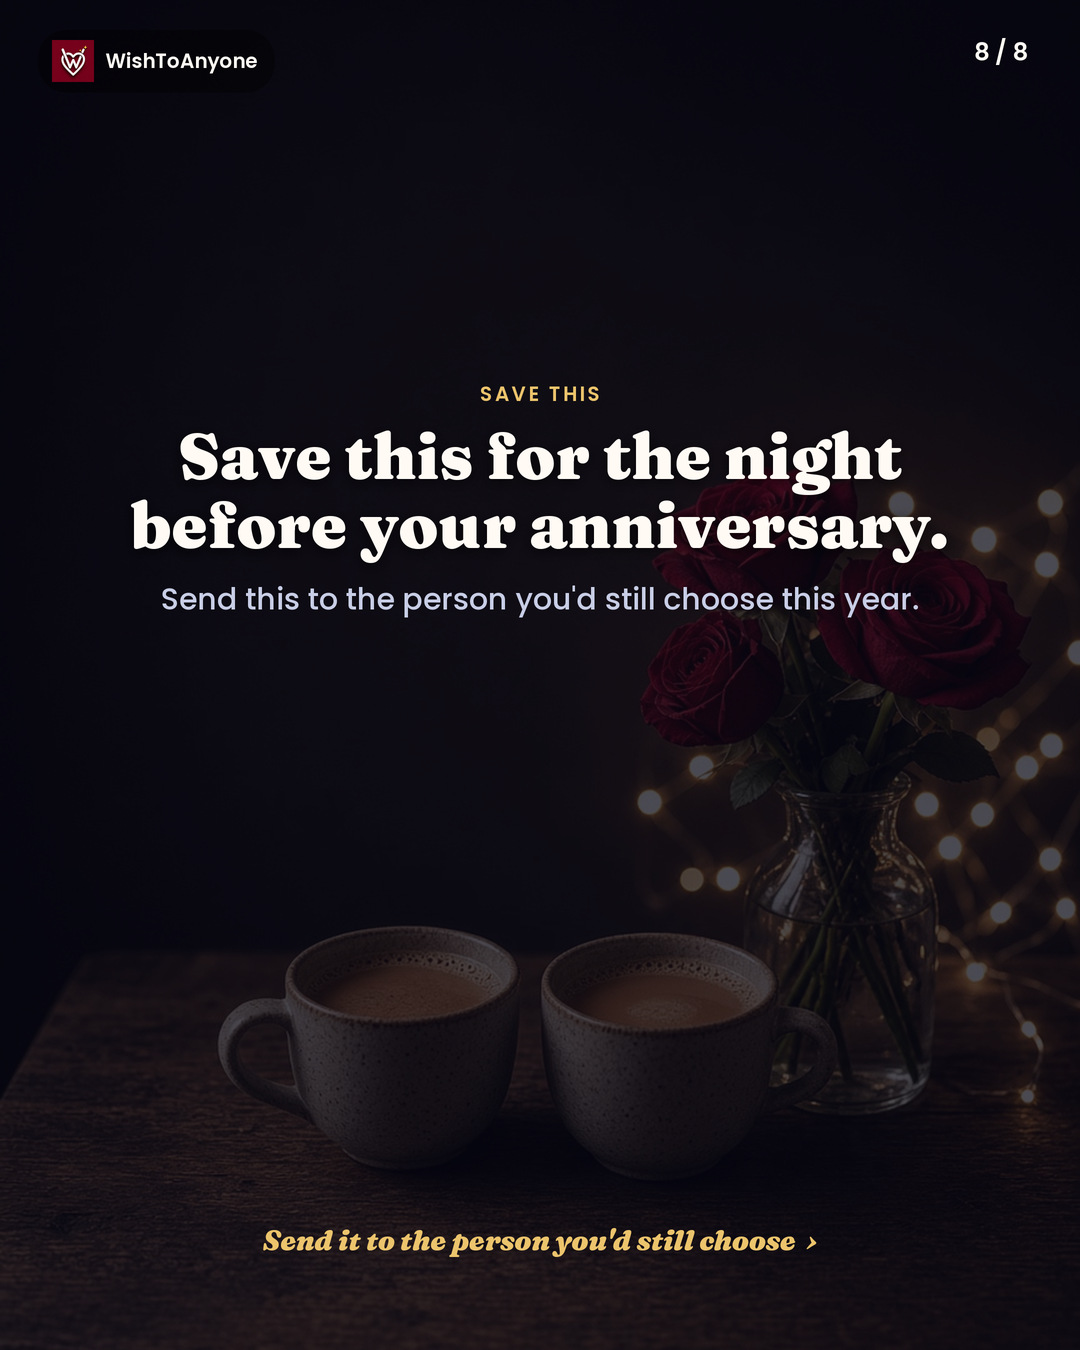 WishToAnyone
8 / 8
SAVE THIS
Save this for the night
before your anniversary.
Send this to the person you'd still choose this year.
Send it to the person you'd still choose ›